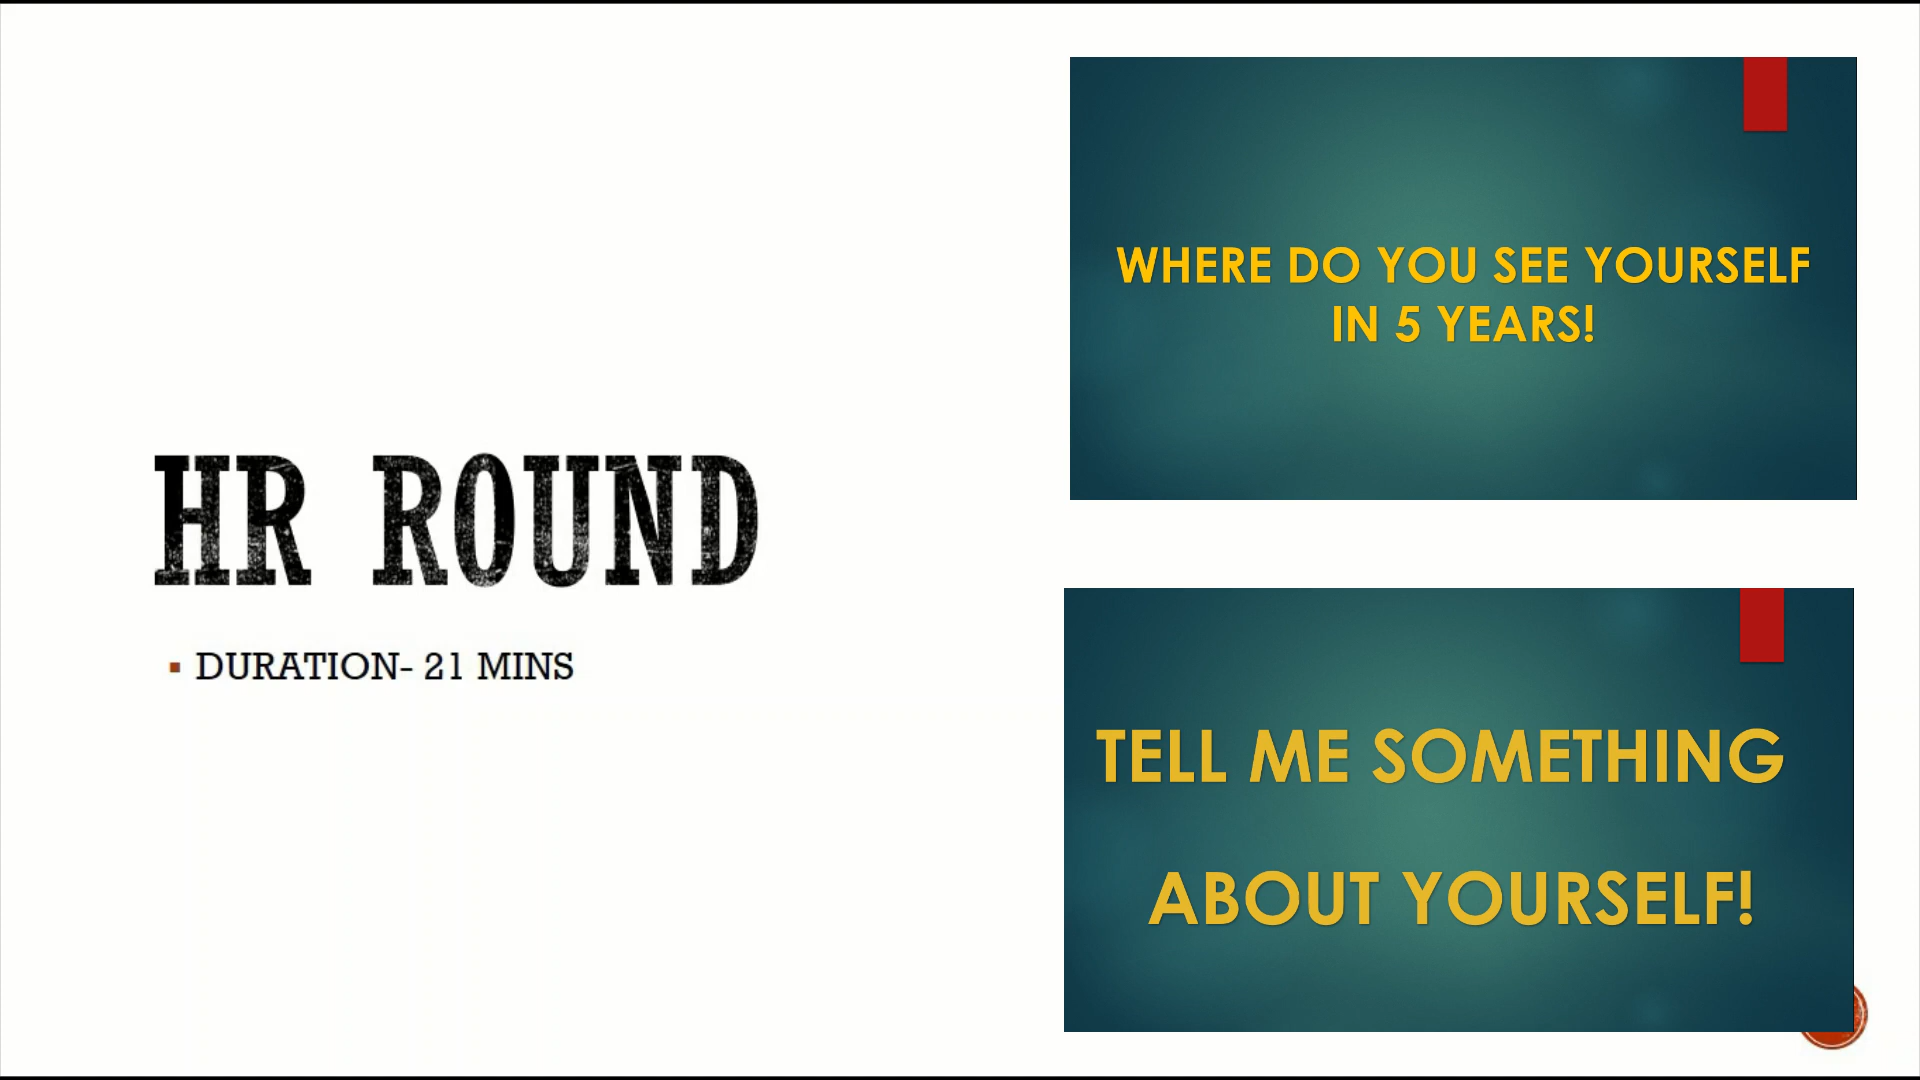 HR ROUND
DURATION- 21 MINS
WHERE DO YOU SEE YOURSELF
IN 5 YEARS!
TELL ME SOMETHING
ABOUT YOURSELF!